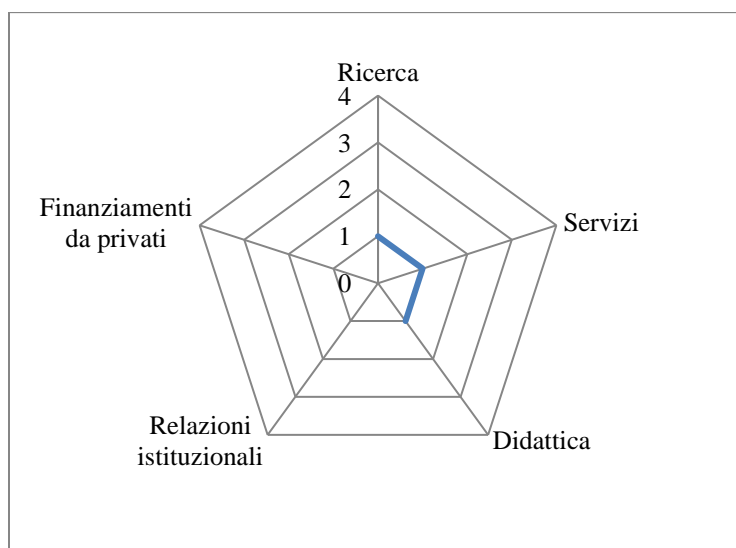 Ricerca
4
3
2
1
0
Servizi
Didattica
Relazioni
istituzionali
Finanziamenti
da privati